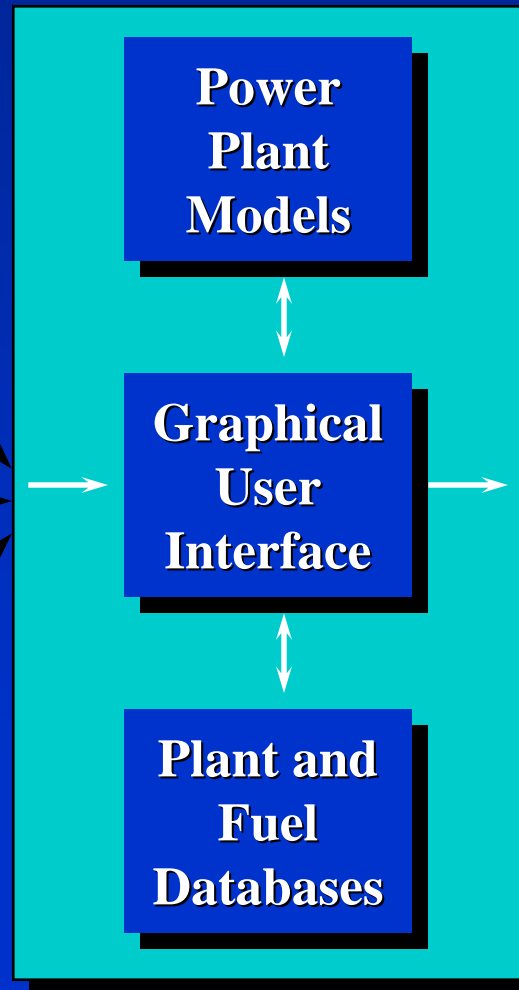 Power
Plant
Models
Graphical
User
Interface
Plant and
Fuel
Databases